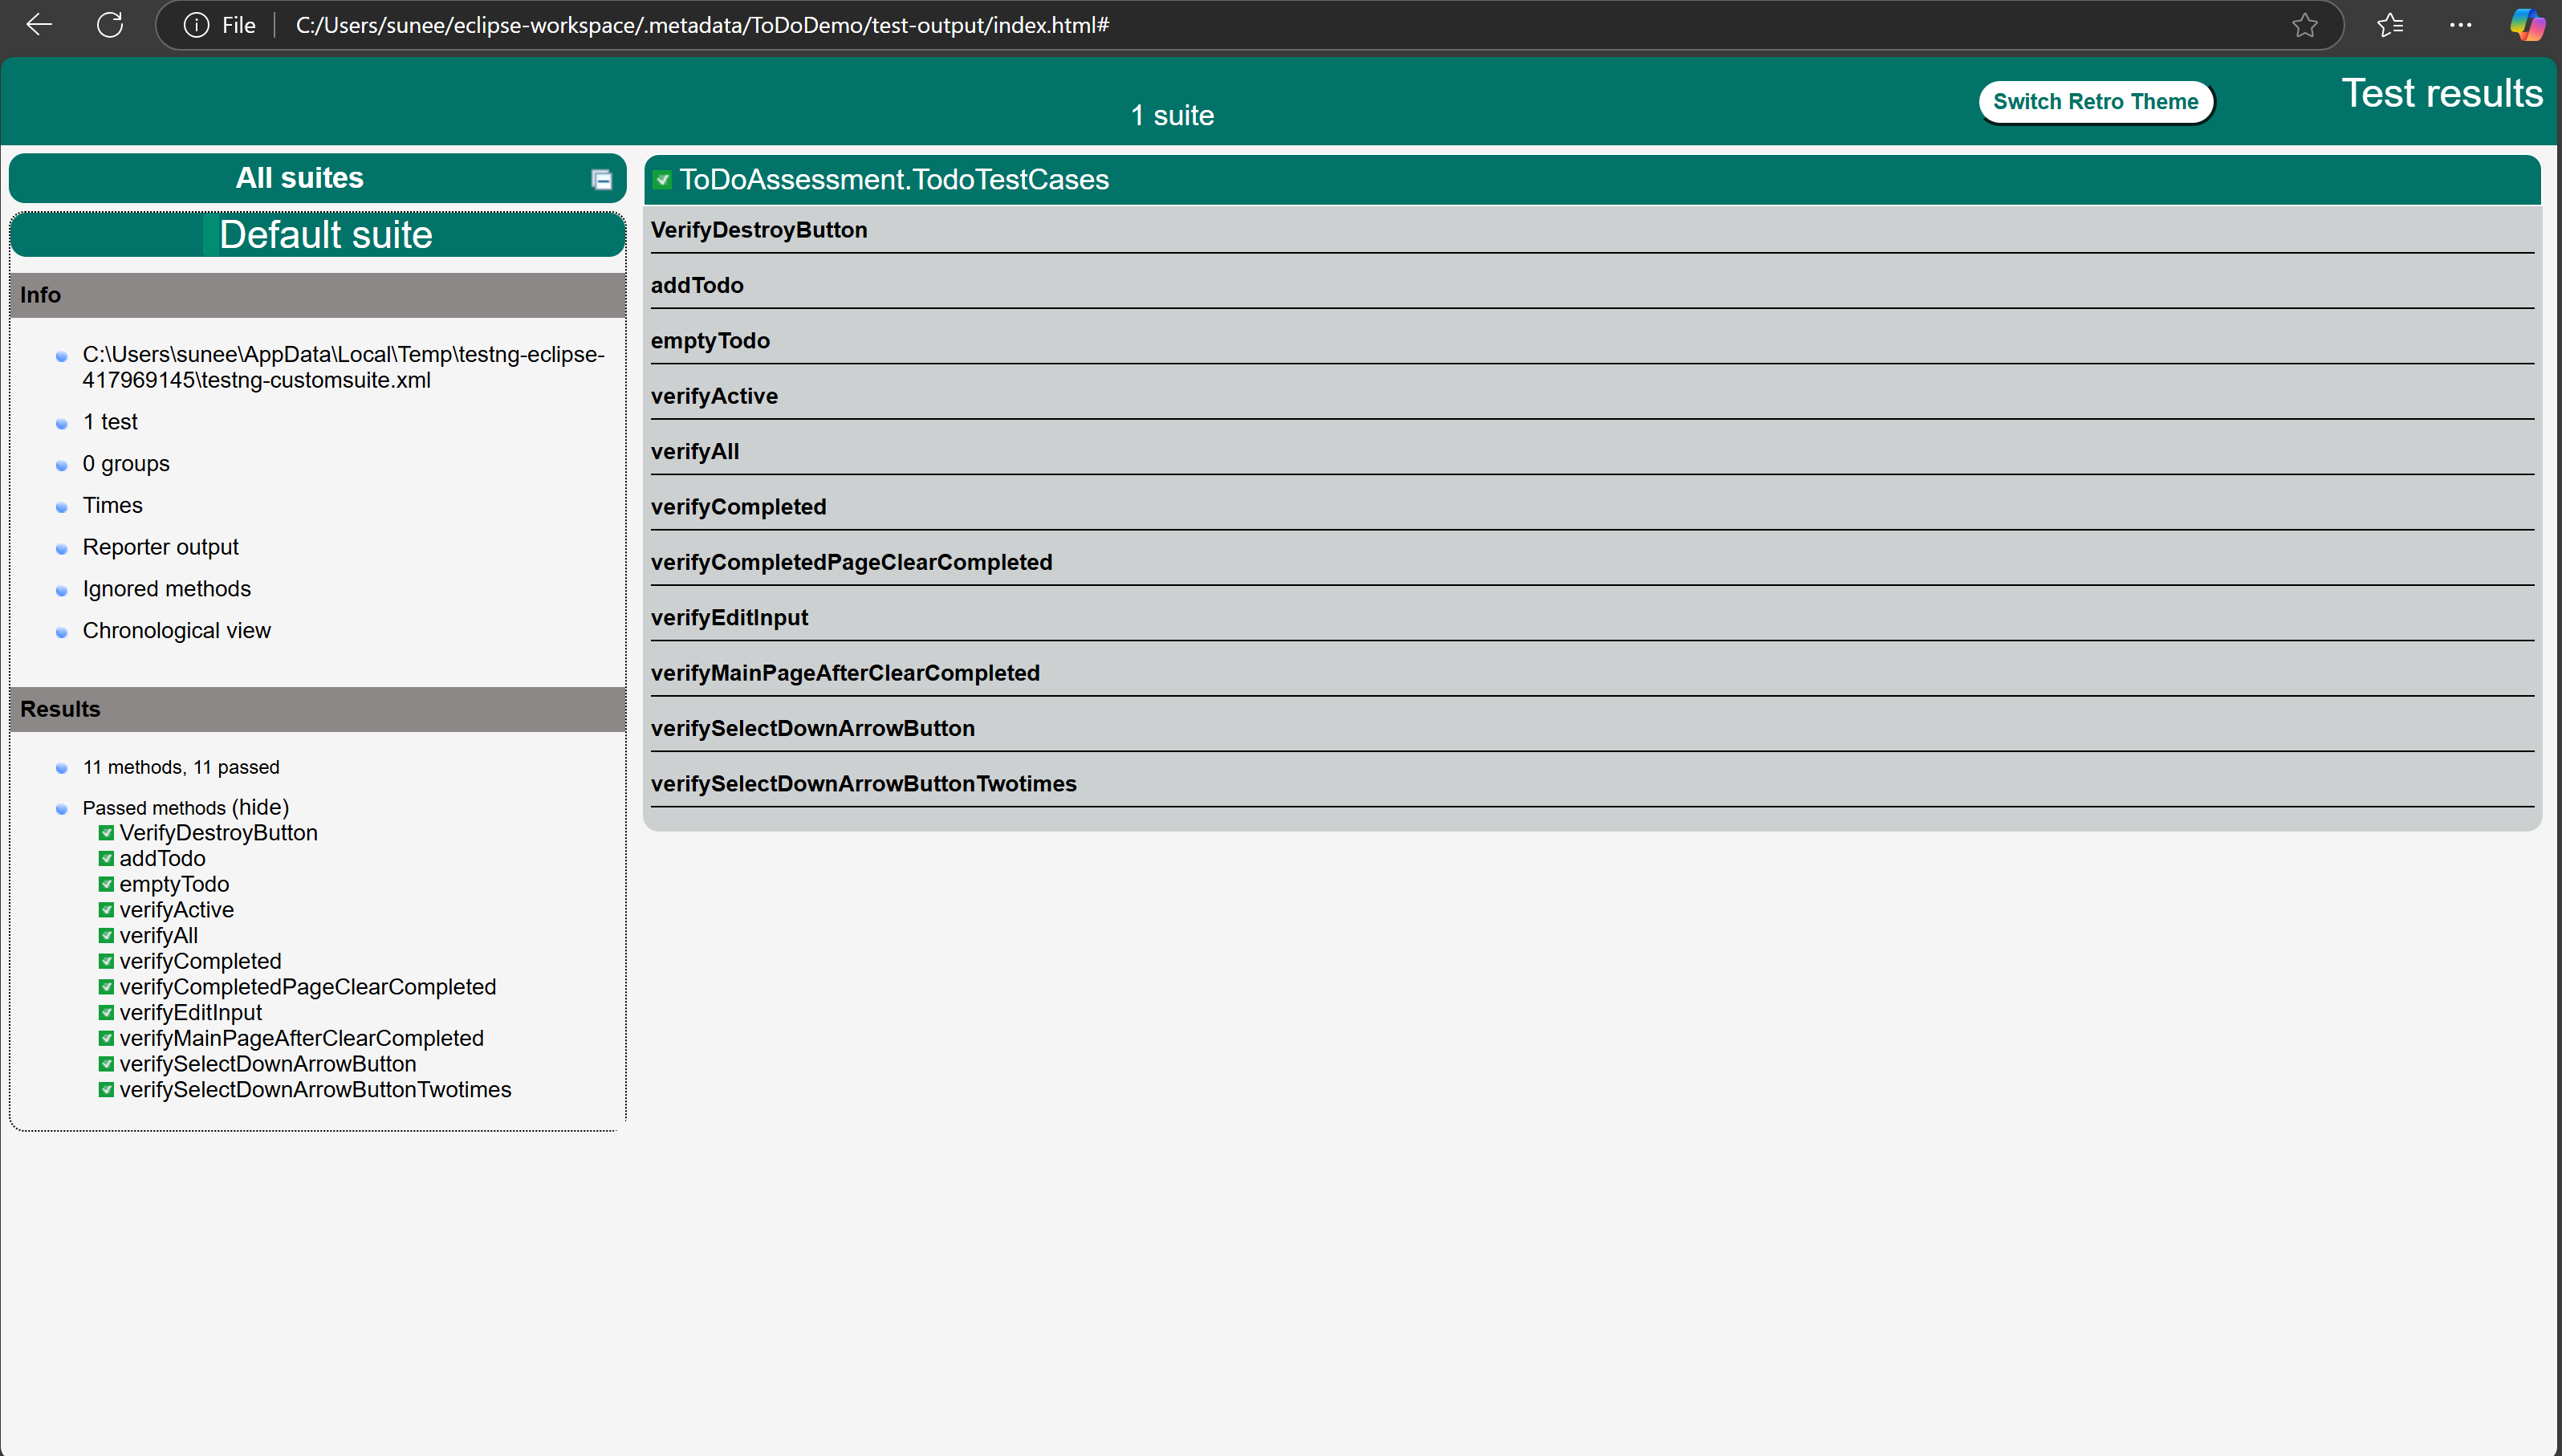 File
C:/Users/sunee/eclipse-workspace/.metadata/ToDoDemo/test-output/index.html#
Test results
Switch Retro Theme
1 suite
All suites
Default suite
Info
C:\Users\sunee\AppData\Local\Temp\testng-eclipse-
417969145\testng-customsuite.xml
1 test
0 groups
Times
Reporter output
Ignored methods
Chronological view
Results
11 methods, 11 passed
Passed methods (hide)
VerifyDestroyButton
addTodo
emptyTodo
verifyActive
verifyAll
verifyCompleted
verifyCompletedPageClearCompleted
verifyEditInput
verifyMainPageAfterClearCompleted
verifySelectDownArrowButton
verifySelectDownArrowButtonTwotimes
ToDoAssessment.TodoTestCases
VerifyDestroyButton
addTodo
emptyTodo
verifyActive
verifyAll
verifyCompleted
verifyCompletedPageClearCompleted
verifyEditInput
verifyMainPageAfterClearCompleted
verifySelectDownArrowButton
verifySelectDownArrowButtonTwotimes